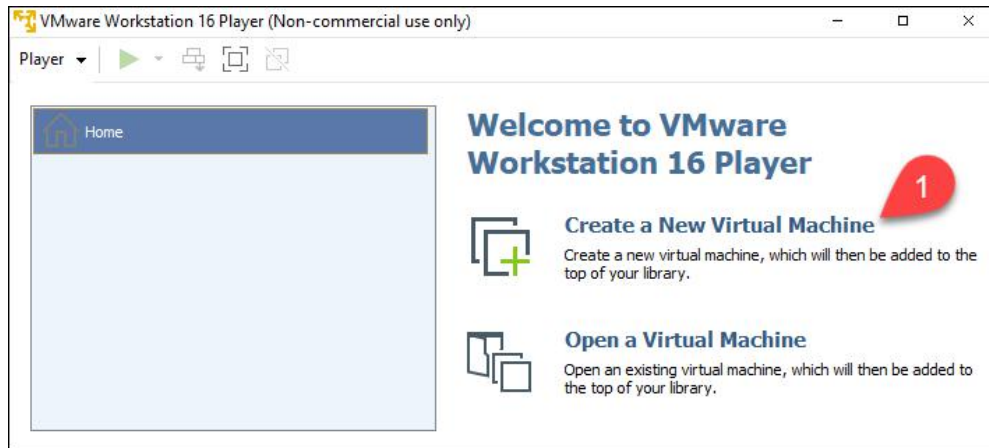 VMware Workstation 16 Player (Non-commercial use only)
Player
Home
Welcome to VMware
Workstation 16 Player
1
Create a New Virtual Machine
Create a new virtual machine, which will then be added to the
top of your library.
Open a Virtual Machine
Open an existing virtual machine, which will then be added to
the top of your library.